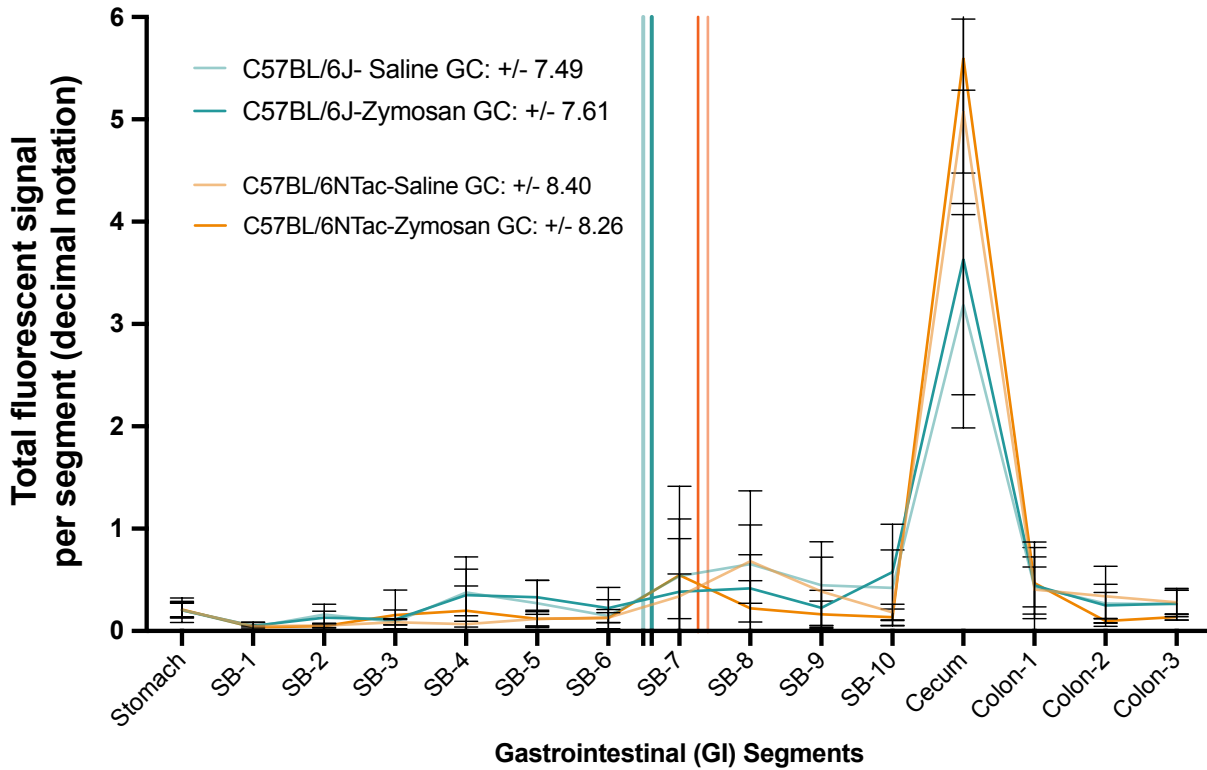 Total fluorescent signal
per segment (decimal notation)
6
5
4
3
2
1
0
C57BL/6J- Saline GC: +/- 7.49
C57BL/6J-Zymosan GC: +/- 7.61
C57BL/6NTac-Saline GC: +/- 8.40
C57BL/6NTac-Zymosan GC: +/- 8.26
Stomach
SB-1
SB-2
SB-3
SB-4
SB-5
SB-6
SB-7
SB-8
SB-9
SB-10
Cecum
Colon-1
Colon-2
Colon-3
Gastrointestinal (GI) Segments